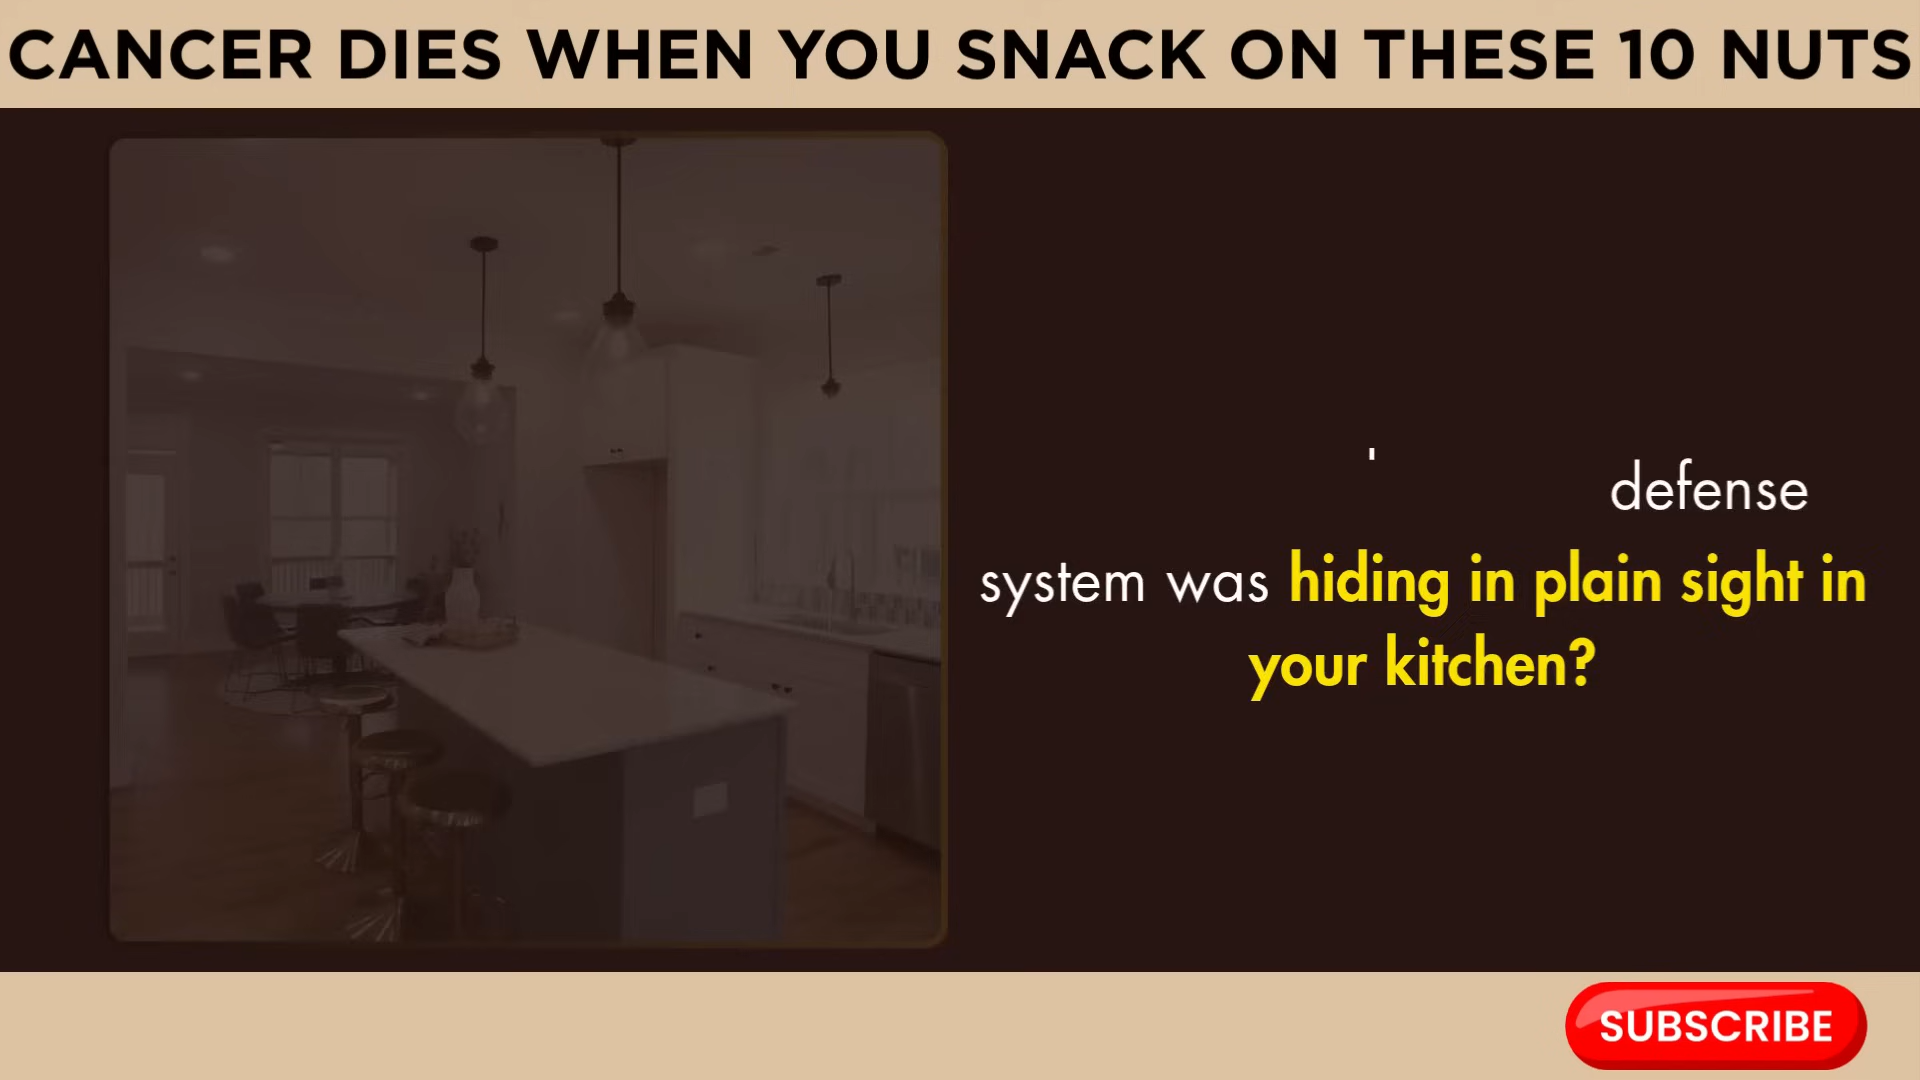 CANCER DIES WHEN YOU SNACK ON THESE 10 NUTS
defense
system was hiding in plain sight in
your kitchen?
SUBSCRIBE